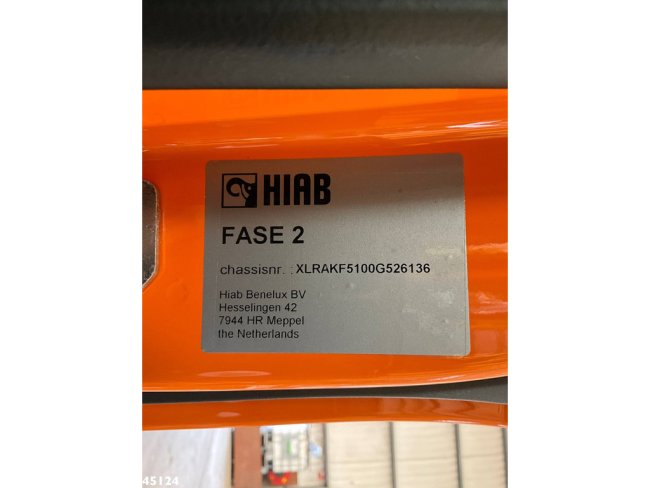 HIAB
FASE 2
chassisnr. : XLRAKF5100G526136
Hiab Benelux BV
Hesselingen 42
7944 HR Meppel
the Netherlands
45124